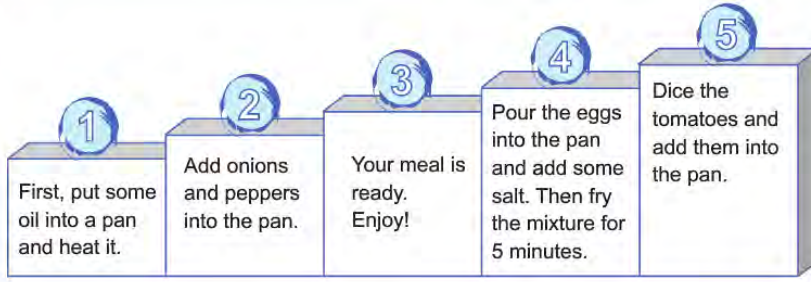 1
First, put some
oil into a pan
and heat it.
2
Add onions
and peppers
into the pan.
3
Your meal is
ready.
Enjoy!
4
Pour the eggs
into the pan
and add some
salt. Then fry
the mixture for
5 minutes.
5
Dice the
tomatoes and
add them into
the pan.